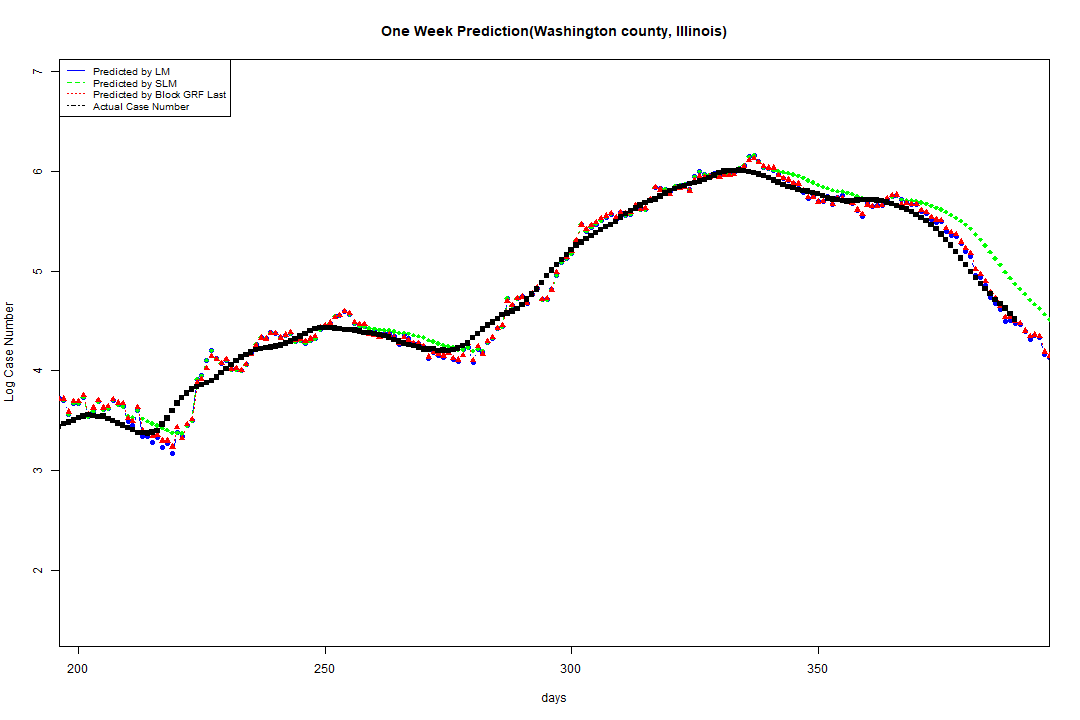 One Week Prediction(Washington county, Illinois)
Predicted by LM
Predicted by SLM
Predicted by Block GRF Last
Actual Case Number
7
6
5
4
3
2
Log Case Number
200
250
300
350
days